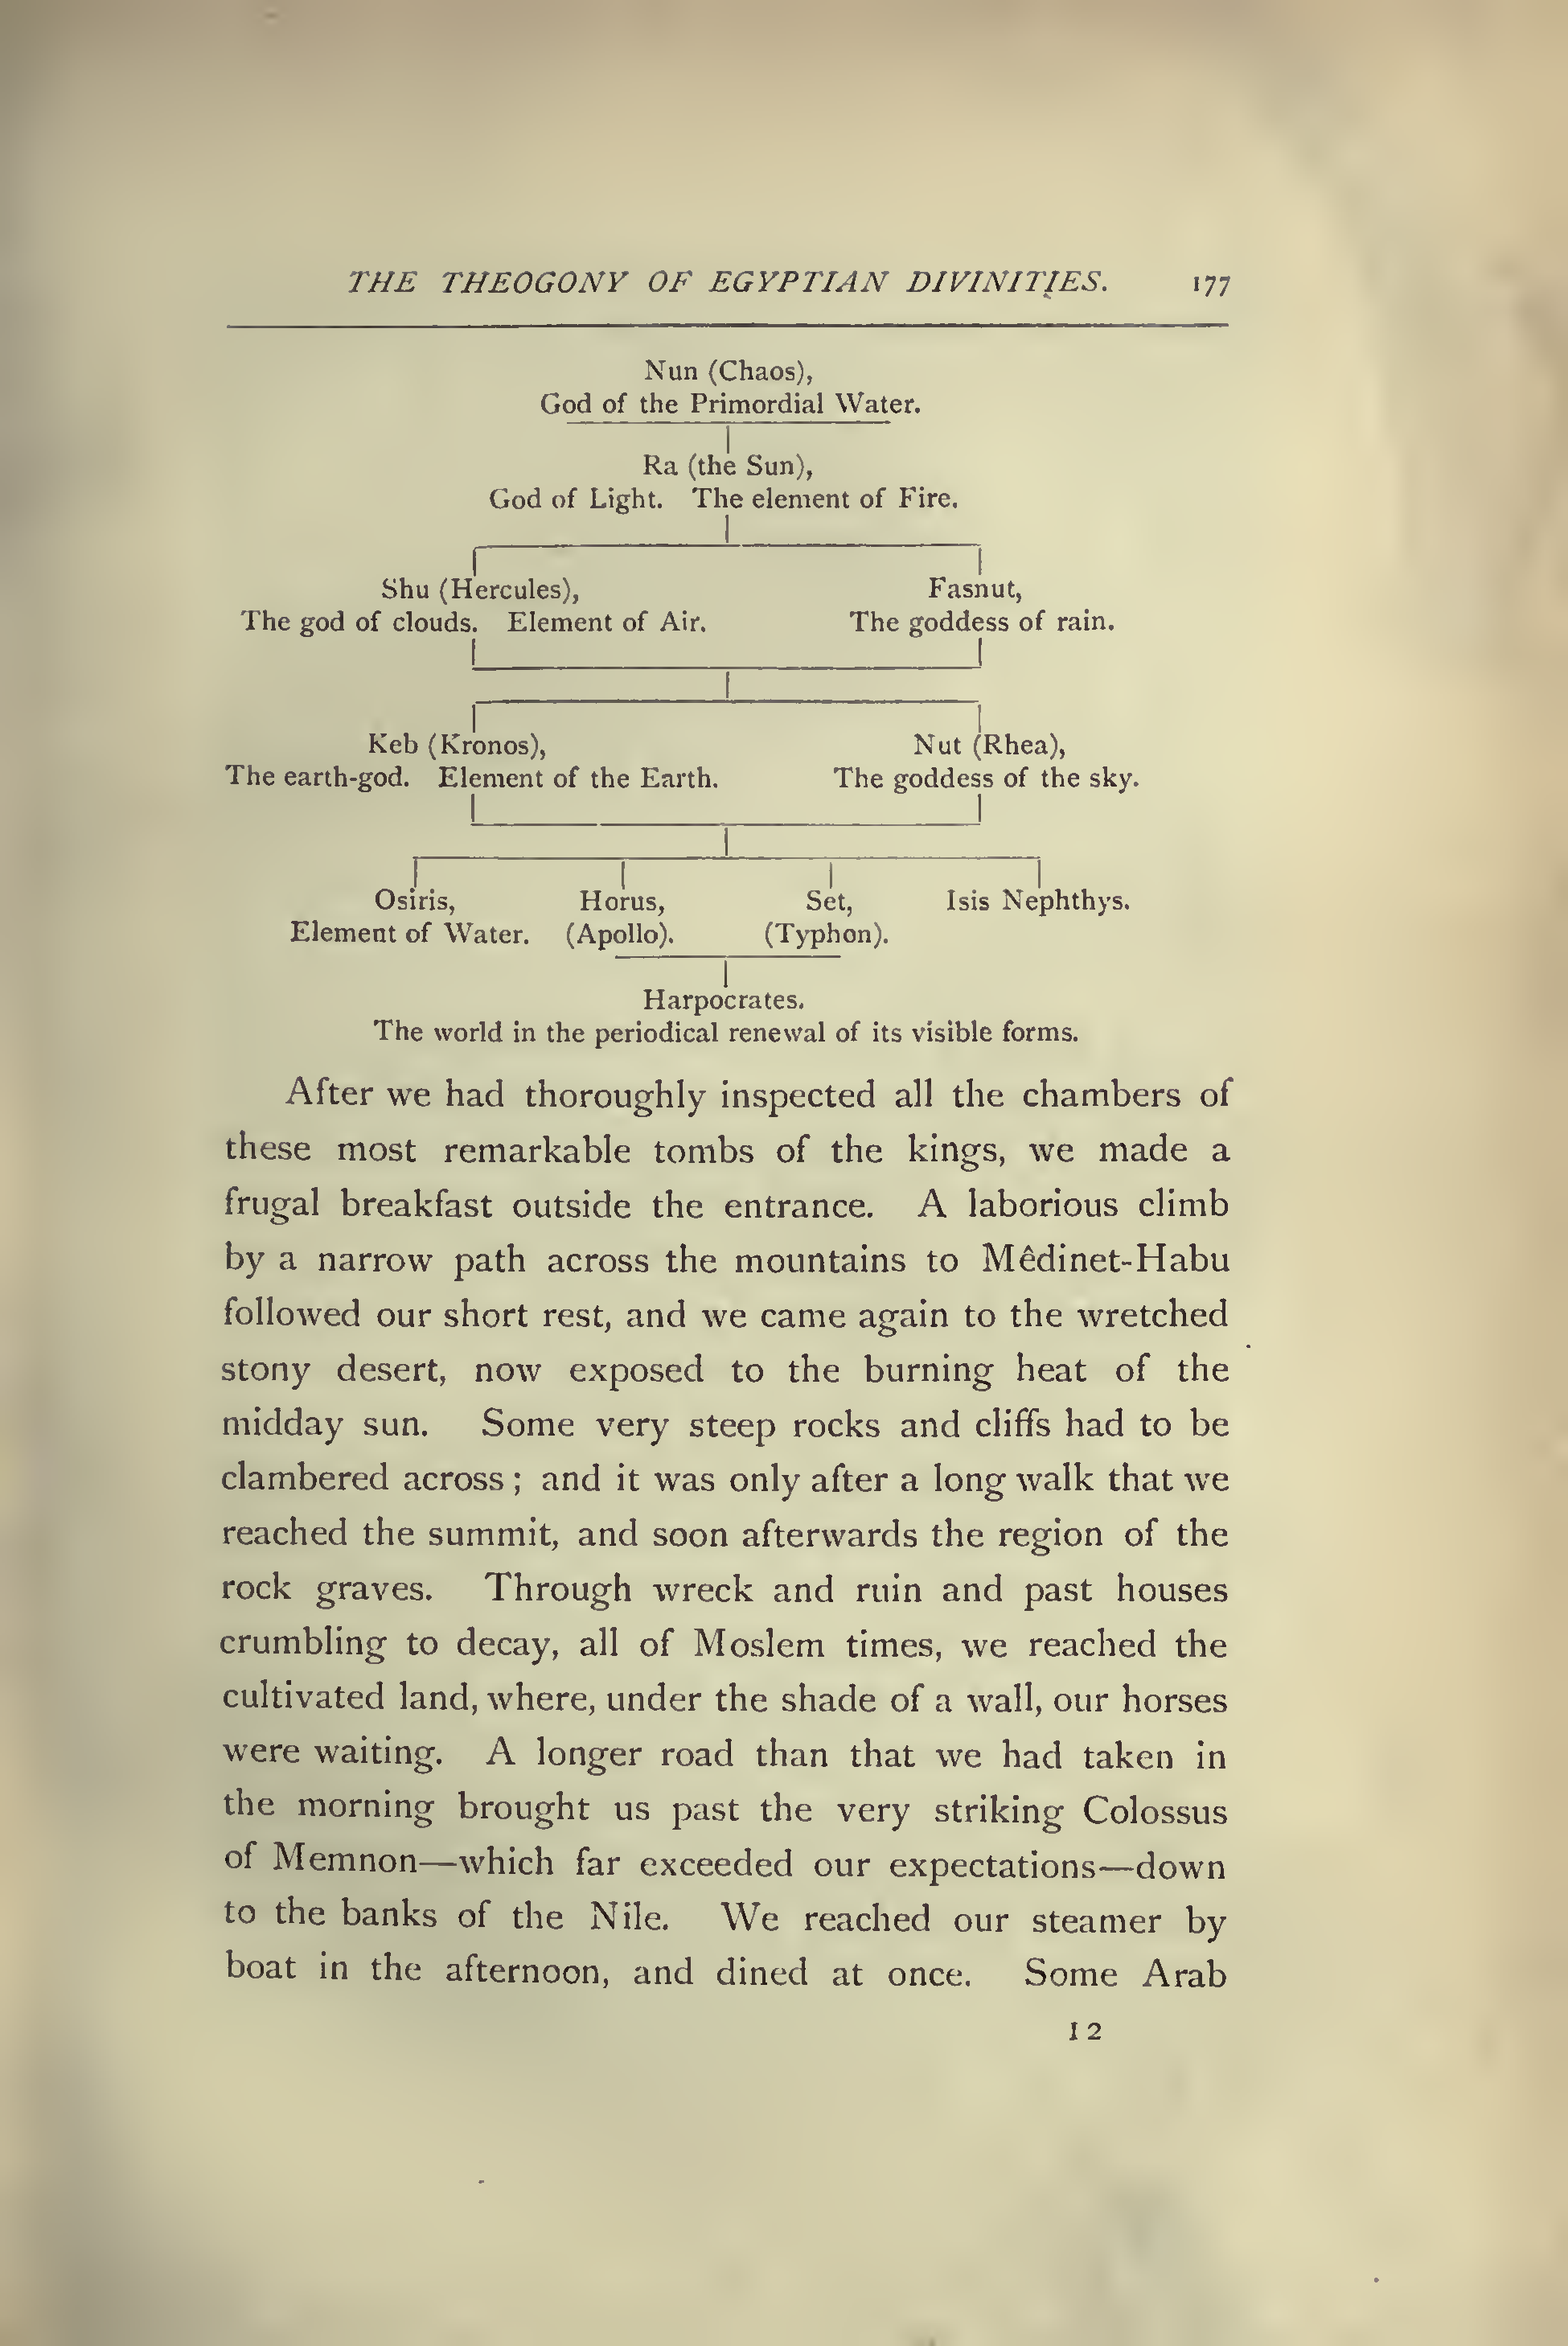 THE THEOGONY OF EGYPTIAN DIVINITIES. 177
Nun (Chaos),
God of the Primordial Water.
Ra (the Sun),
God of Light. The element of Fire.
Shu (Hercules), Fasnut,
The god of clouds. Element of Air. The goddess of rain.
Keb (Kronos), Nut (Rhea),
The earth-god. Element of the Earth. The goddess of the sky.
Osiris, Horus, Set, Isis Nephthys.
Element of Water. (Apollo). (Typhon).
Harpocrates.
The world in the periodical renewal of its visible forms.
After we had thoroughly inspected all the chambers of
these most remarkable tombs of the kings, we made a
frugal breakfast outside the entrance. A laborious climb
by a narrow path across the mountains to Mêdinet-Habu
followed our short rest, and we came again to the wretched
stony desert, now exposed to the burning heat of the
midday sun. Some very steep rocks and cliffs had to be
clambered across; and it was only after a long walk that we
reached the summit, and soon afterwards the region of the
rock graves. Through wreck and ruin and past houses
crumbling to decay, all of Moslem times, we reached the
cultivated land, where, under the shade of a wall, our horses
were waiting. A longer road than that we had taken in
the morning brought us past the very striking Colossus
of Memnon—which far exceeded our expectations—down
to the banks of the Nile. We reached our steamer by
boat in the afternoon, and dined at once. Some Arab
I 2